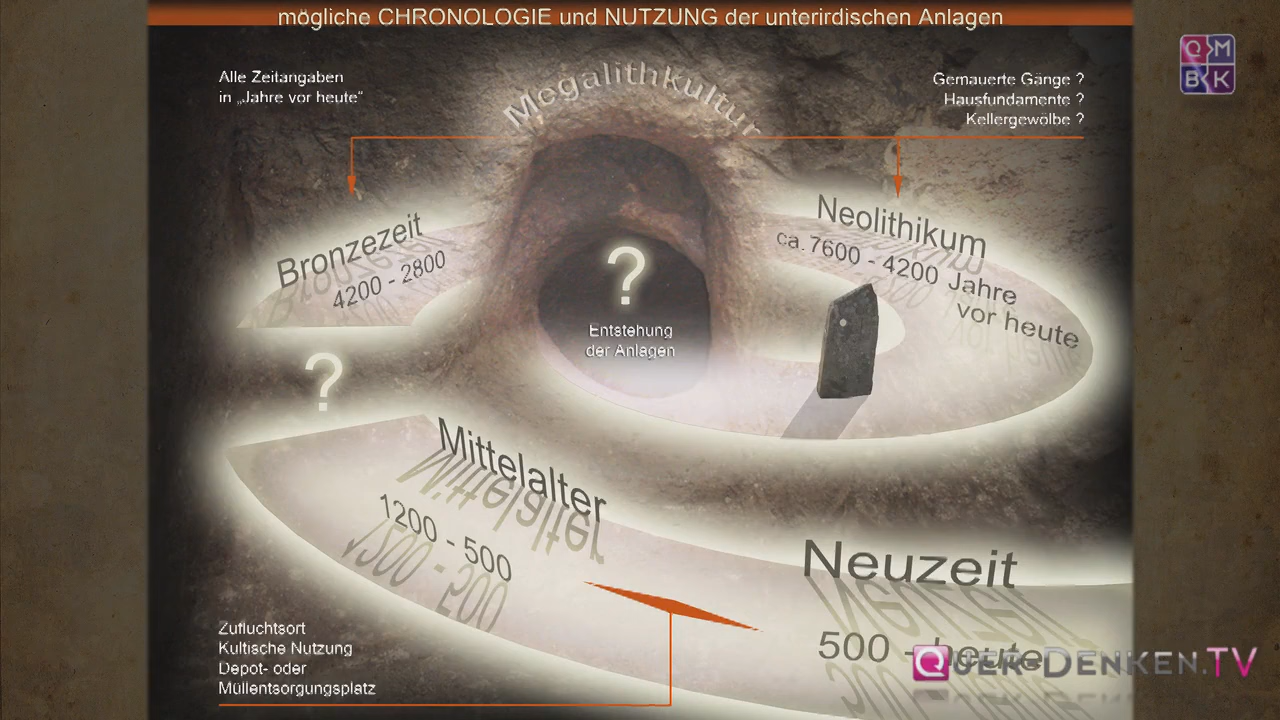 mögliche CHRONOLOGIE und NUTZUNG der unterirdischen Anlagen
QM
BK
Alle Zeitangaben
in „Jahre vor heute“
Gemauerte Gänge ?
Hausfundamente ?
Kellergewölbe ?
Megalithkultur
Bronzezeit
4200 - 2800
Neolithikum
ca. 7600 - 4200 Jahre
vor heute
?
Entstehung
der Anlagen
?
Mittelalter
1200 - 500
Neuzeit
500 - heute
QUER-DENKEN.TV
Zufluchtsort
Kultische Nutzung
Depot- oder
Müllentsorgungsplatz